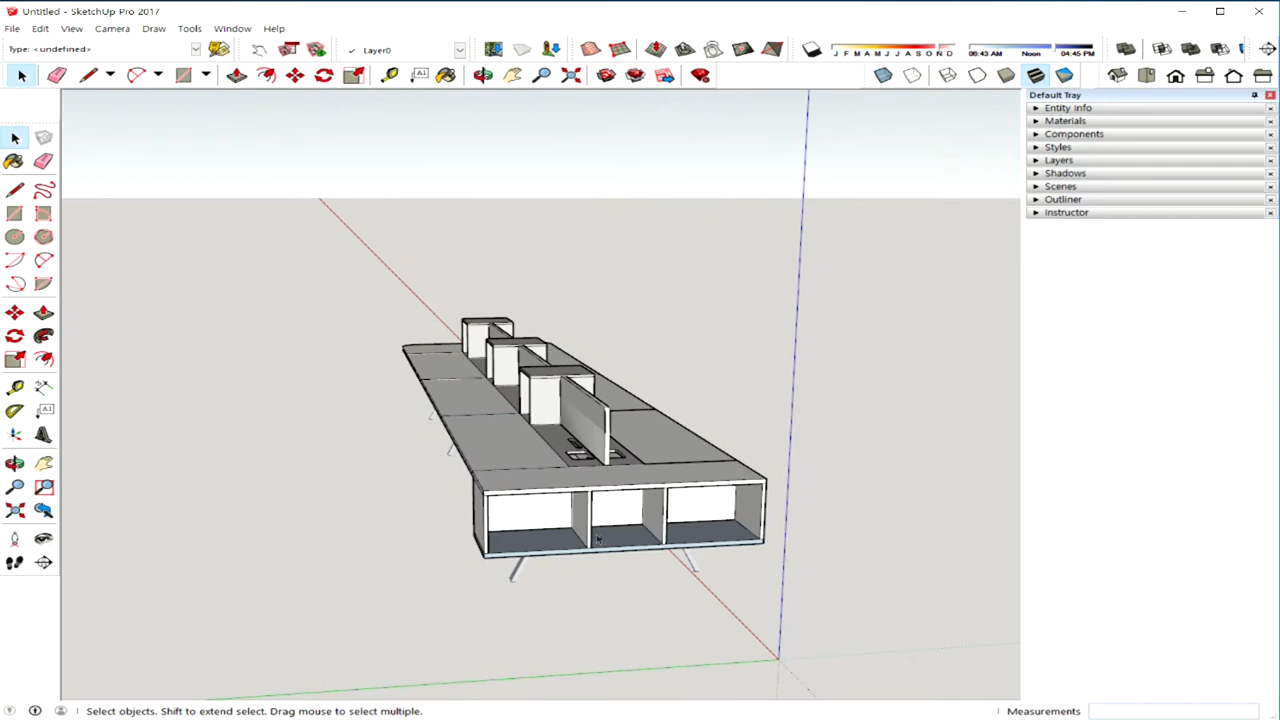 Untitled - SketchUp Pro 2017
File Edit View Camera Draw Tools Window Help
Type: <undefined>
Layer0
J F M A M J J A S O N D
06:43 AM Noon 04:45 PM
A1
Default Tray
Entity Info
Materials
Components
Styles
Layers
Shadows
Scenes
Outliner
Instructor
A1
Select objects. Shift to extend select. Drag mouse to select multiple.
Measurements